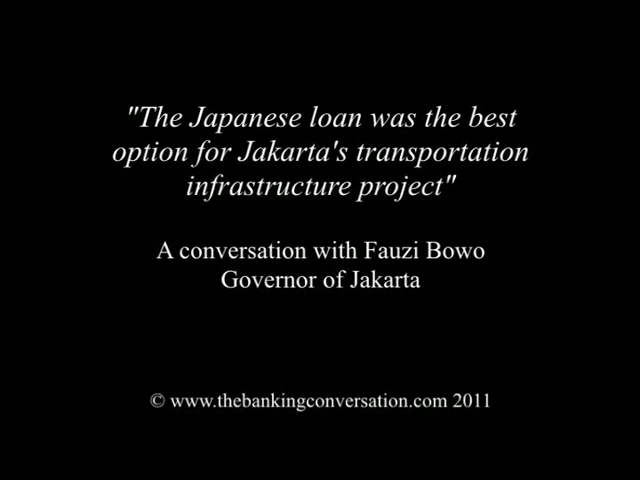 "The Japanese loan was the best
option for Jakarta's transportation
infrastructure project"
A conversation with Fauzi Bowo
Governor of Jakarta
© www.thebankingconversation.com 2011